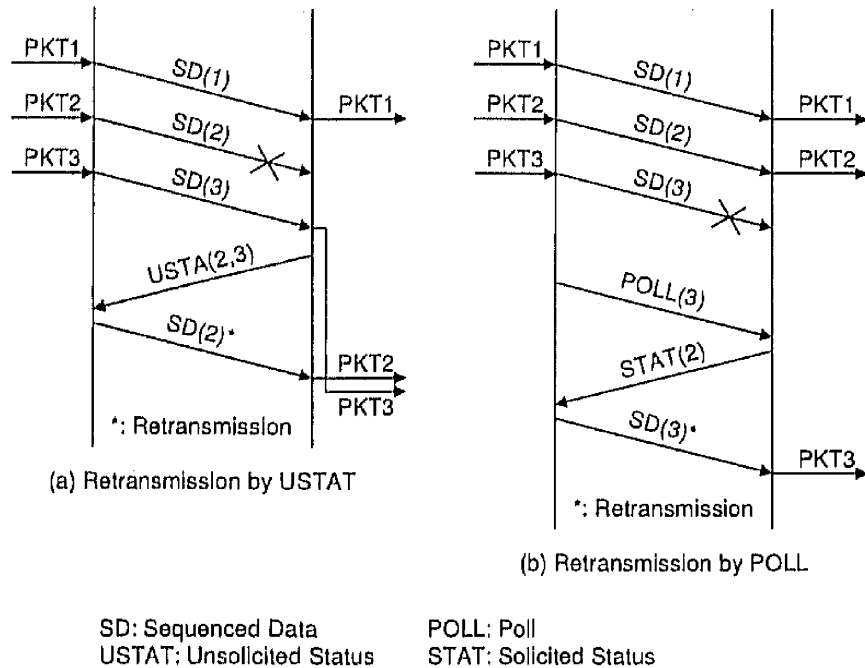 PKT1
SD(1)
PKT1
PKT2
SD(2)
PKT3
SD(3)
USTA(2,3)
SD(2)*
PKT2
PKT3
*: Retransmission
(a) Retransmission by USTAT
PKT1
SD(1)
PKT1
PKT2
SD(2)
PKT2
PKT3
SD(3)
POLL(3)
STAT(2)
SD(3)*
PKT3
*: Retransmission
(b) Retransmission by POLL
SD: Sequenced Data
POLL: Poll
USTAT: Unsolicited Status
STAT: Solicited Status